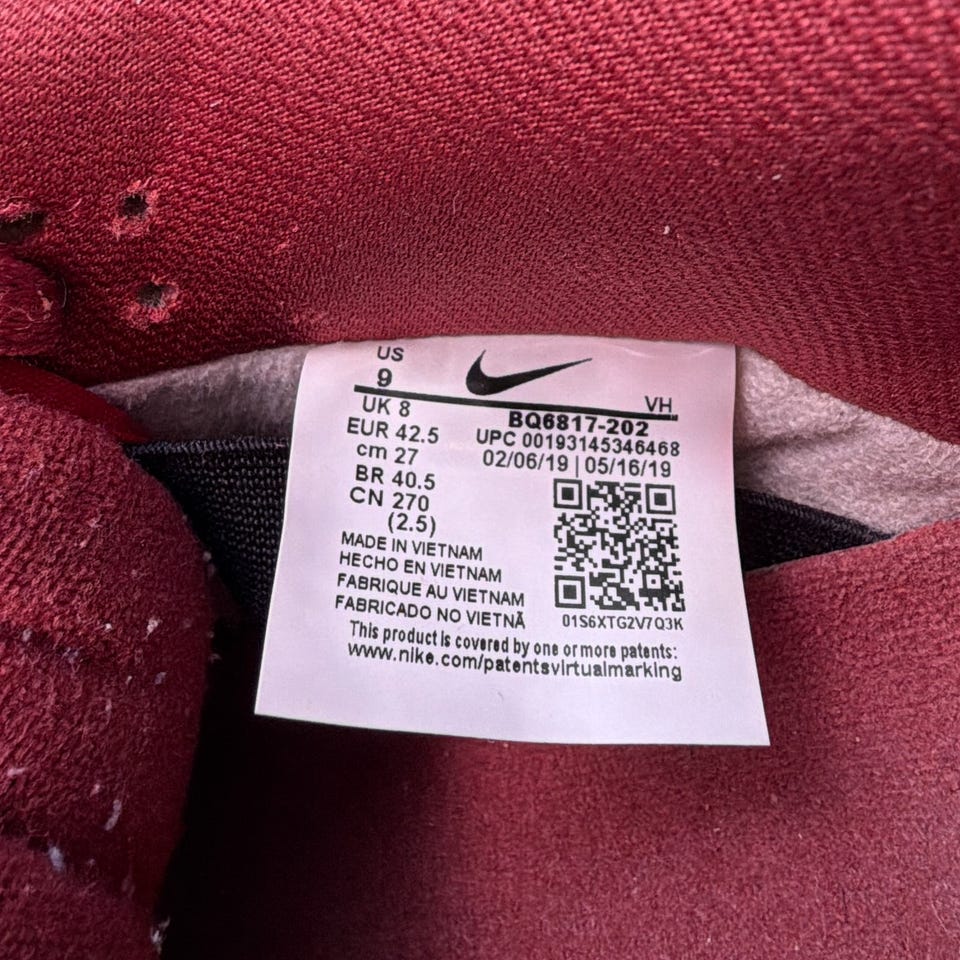 US
9
VH
UK 8
EUR 42.5
cm 27
BR 40.5
CN 270
(2.5)
BQ6817-202
UPC 00193145346468
02/06/19 | 05/16/19
01S6XTG2V7Q3K
MADE IN VIETNAM
HECHO EN VIETNAM
FABRIQUE AU VIETNAM
FABRICADO NO VIETNÃ
This product is covered by one or more patents:
www.nike.com/patentsvirtualmarking